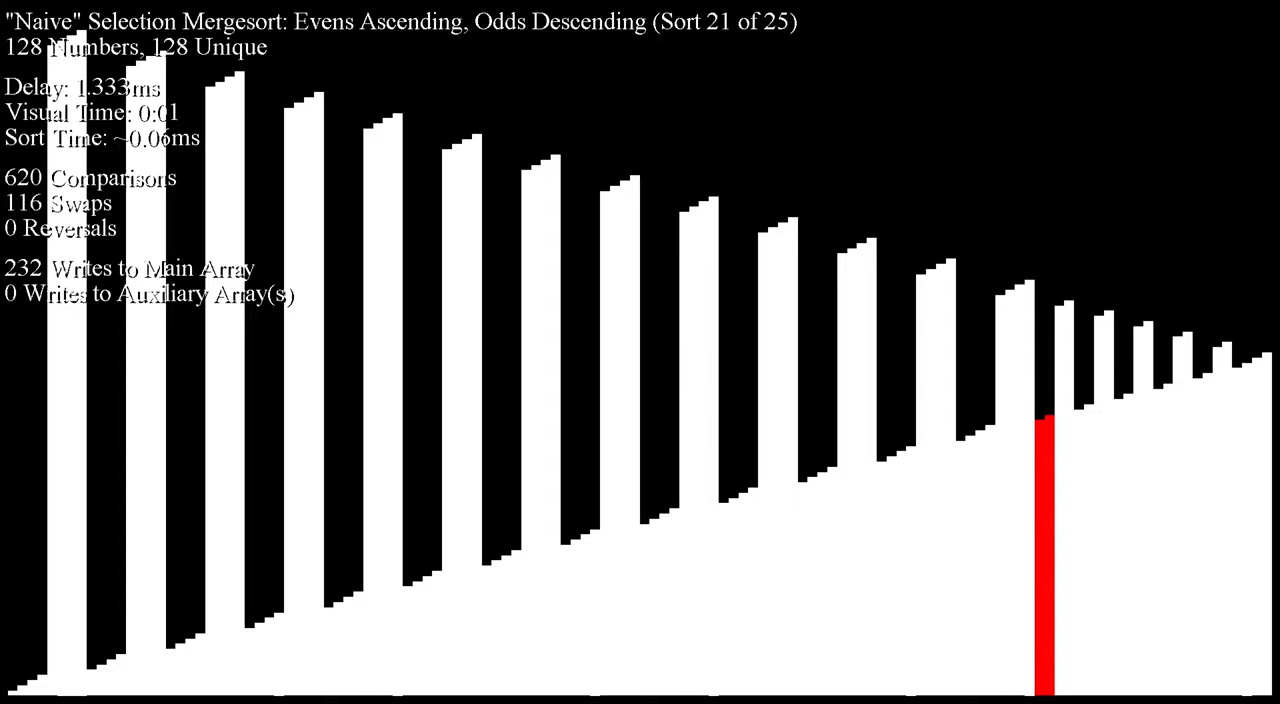 "Naive" Selection Mergesort: Evens Ascending, Odds Descending (Sort 21 of 25)
128 Numbers, 128 Unique
Delay: 1.333ms
Visual Time: 0:01
Sort Time: ~0.06ms
620 Comparisons
116 Swaps
0 Reversals
232 Writes to Main Array
0 Writes to Auxiliary Array(s)